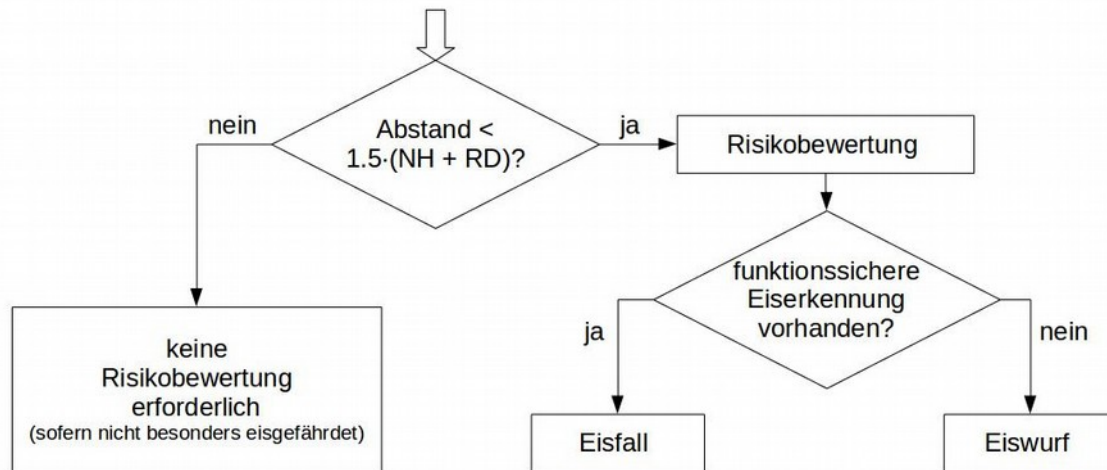 Abstand <
1.5·(NH + RD)?
nein
ja
Risikobewertung
funktionssichere
Eiserkennung
vorhanden?
ja
nein
keine
Risikobewertung
erforderlich
(sofern nicht besonders eisgefährdet)
Eisfall
Eiswurf